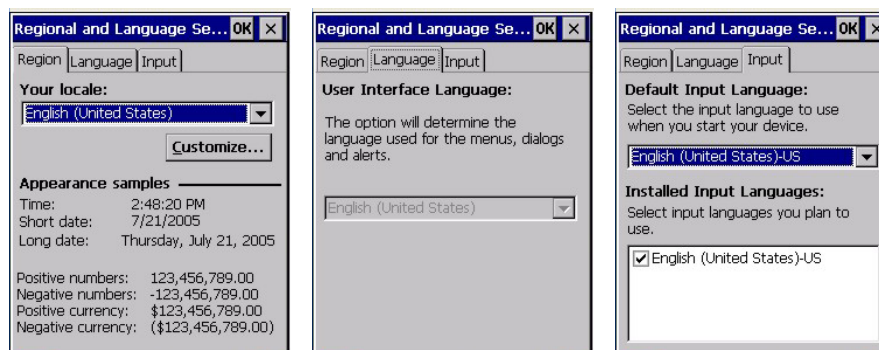 Regional and Language Se... OK ×
Region Language Input
Your locale:
English (United States)
Customize...
Appearance samples
Time: 2:48:20 PM
Short date: 7/21/2005
Long date: Thursday, July 21, 2005
Positive numbers: 123,456,789.00
Negative numbers: -123,456,789.00
Positive currency: $123,456,789.00
Negative currency: ($123,456,789.00)
Regional and Language Se... OK ×
Region Language Input
User Interface Language:
The option will determine the
language used for the menus, dialogs
and alerts.
English (United States)
Regional and Language Se... OK ×
Region Language Input
Default Input Language:
Select the input language to use
when you start your device.
English (United States)-US
Installed Input Languages:
Select input languages you plan to
use.
English (United States)-US